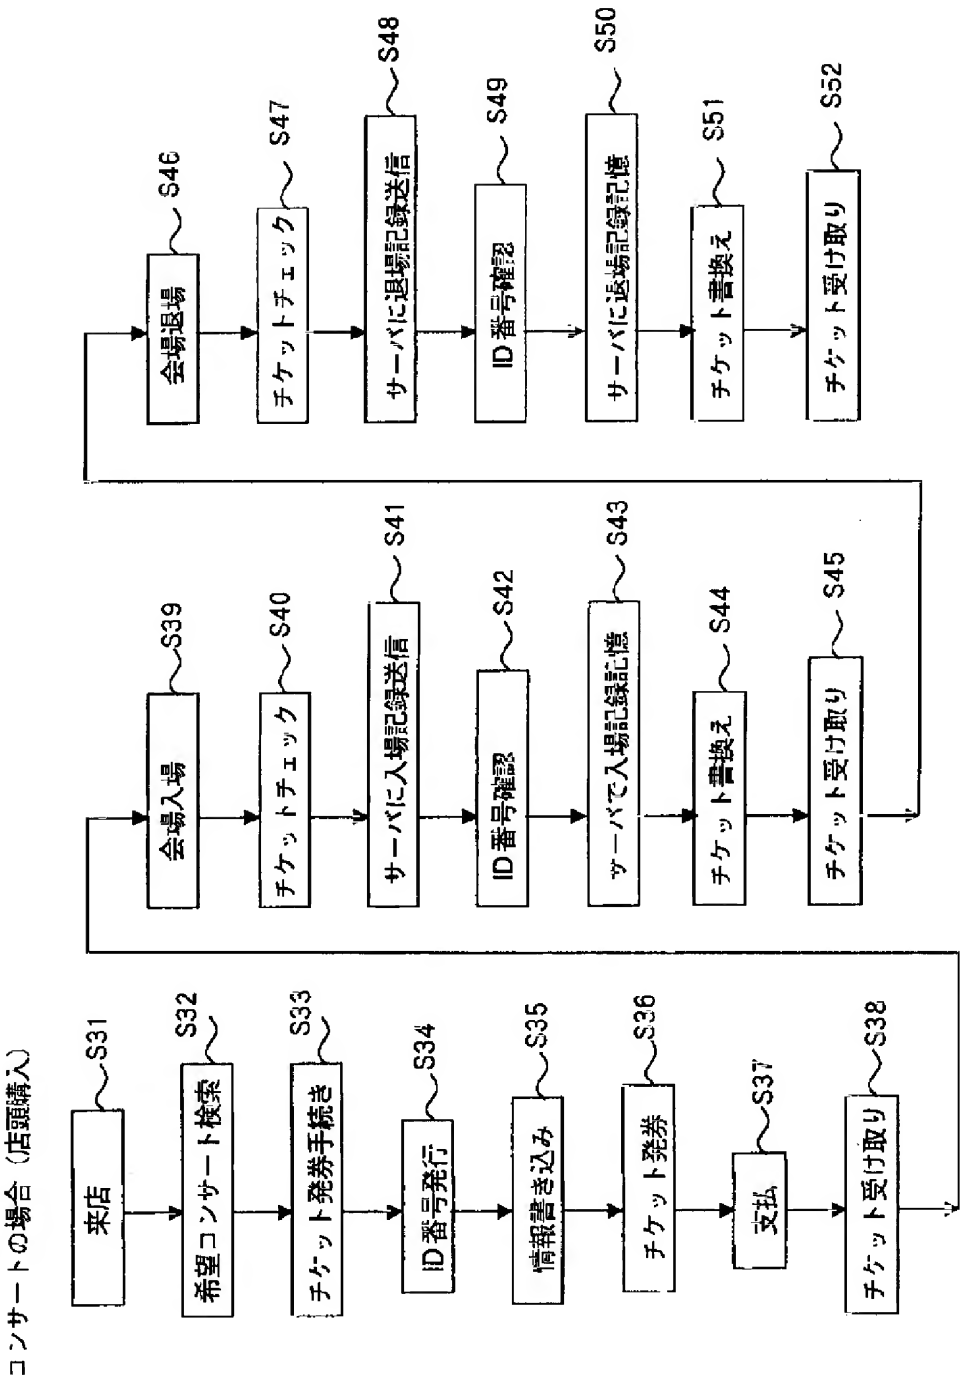 コンサートの場合（店頭購入）
来店
S31
希望コンサート検索
S32
チケット発券手続き
S33
ID番号発行
S34
情報書き込み
S35
チケット発券
S36
支払
S37
チケット受け取り
S38
会場入場
S39
チケットチェック
S40
サーバに入場記録送信
S41
ID番号確認
S42
サーバで入場記録記憶
S43
チケット書換え
S44
チケット受け取り
S45
会場退場
S46
チケットチェック
S47
サーバに退場記録送信
S48
ID番号確認
S49
サーバに退場記録記憶
S50
チケット書換え
S51
チケット受け取り
S52